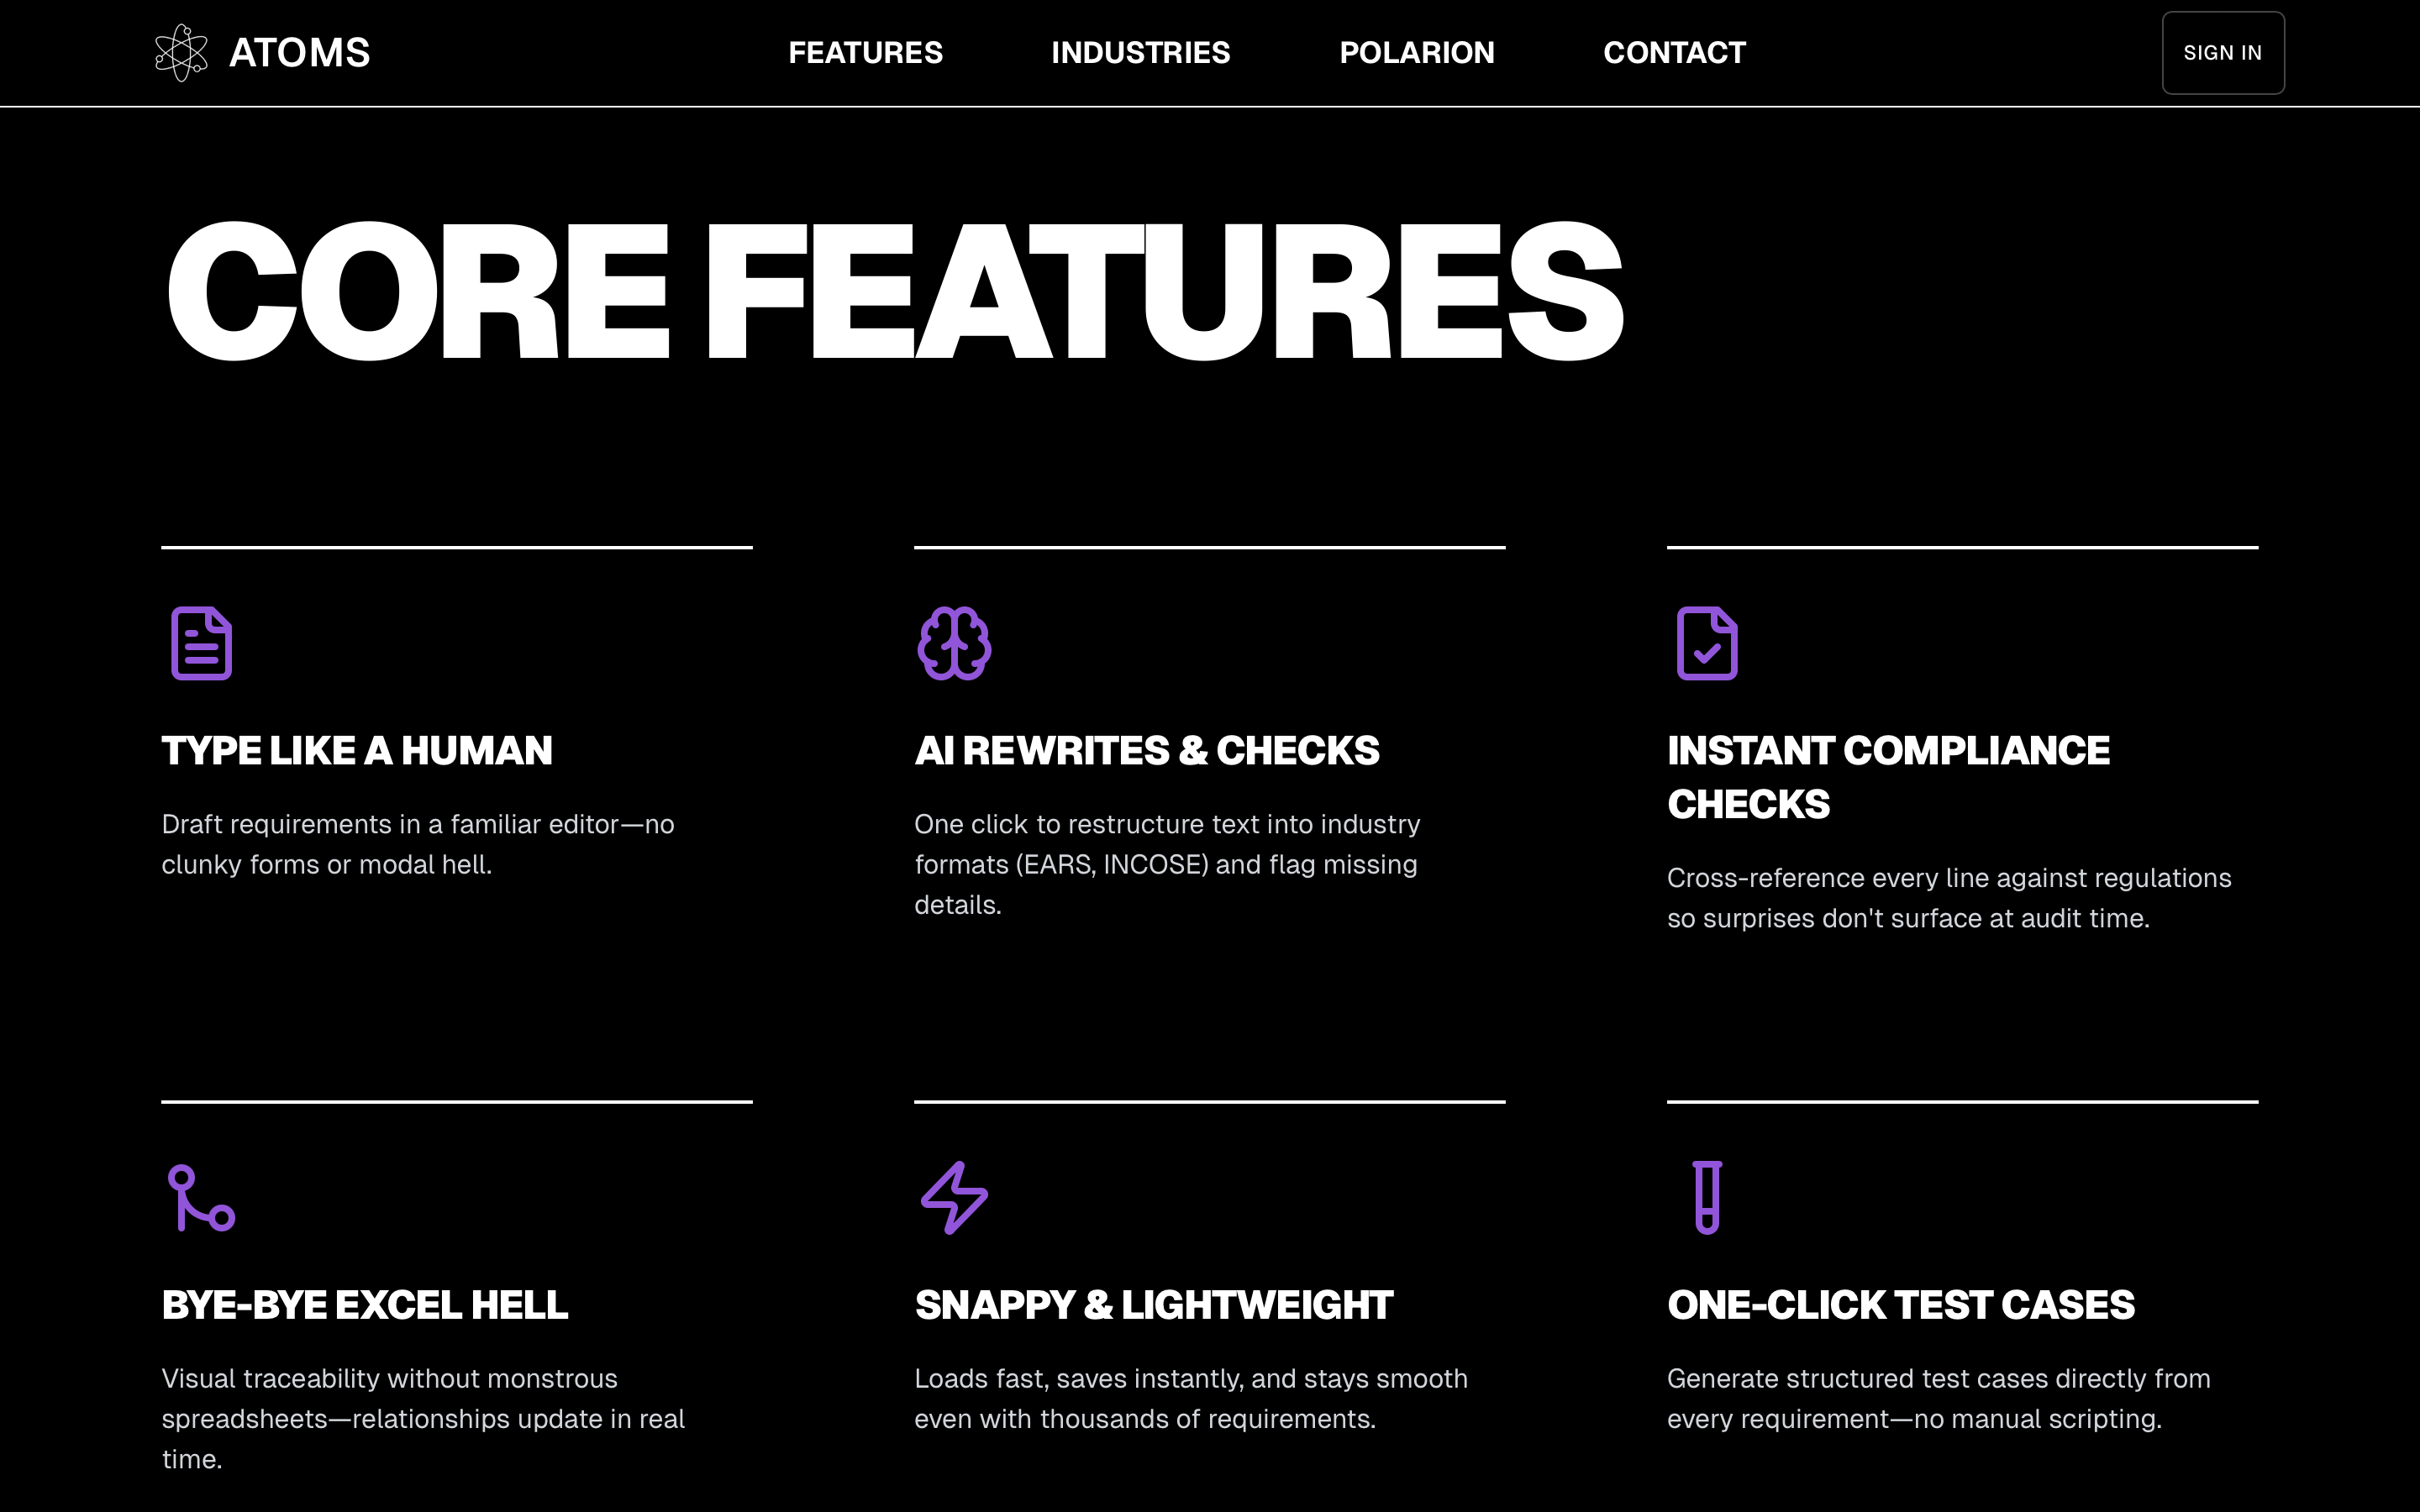 ATOMS
FEATURES
INDUSTRIES
POLARION
CONTACT
SIGN IN
CORE FEATURES
TYPE LIKE A HUMAN
Draft requirements in a familiar editor—no
clunky forms or modal hell.
AI REWRITES & CHECKS
One click to restructure text into industry
formats (EARS, INCOSE) and flag missing
details.
INSTANT COMPLIANCE
CHECKS
Cross-reference every line against regulations
so surprises don't surface at audit time.
BYE-BYE EXCEL HELL
Visual traceability without monstrous
spreadsheets—relationships update in real
time.
SNAPPY & LIGHTWEIGHT
Loads fast, saves instantly, and stays smooth
even with thousands of requirements.
ONE-CLICK TEST CASES
Generate structured test cases directly from
every requirement—no manual scripting.